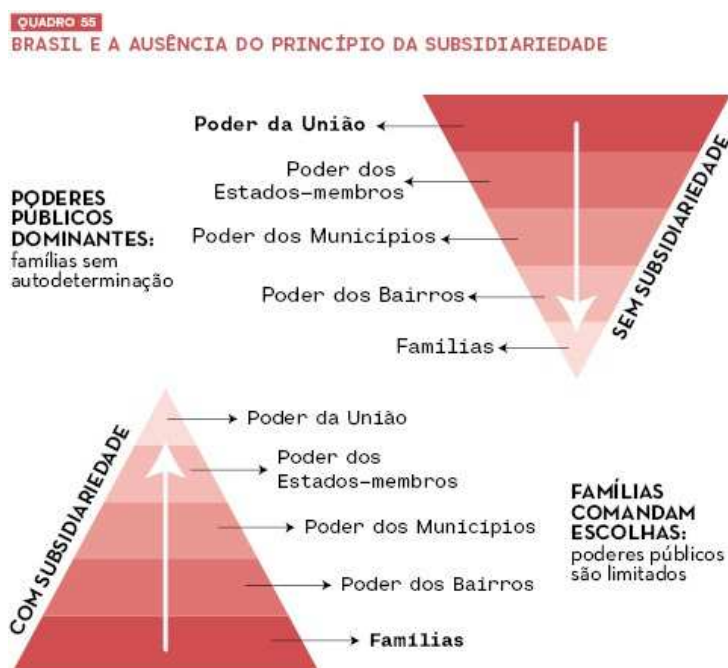 QUADRO 55
BRASIL E A AUSÊNCIA DO PRINCÍPIO DA SUBSIDIARIEDADE
Poder da União
Poder dos
Estados-membros
Poder dos Municípios
Poder dos Bairros
Famílias
SEM SUBSIDIARIEDADE
PODERES
PÚBLICOS
DOMINANTES:
famílias sem
autodeterminação
COM SUBSIDIARIEDADE
Poder da União
Poder dos
Estados-membros
Poder dos Municípios
Poder dos Bairros
Famílias
FAMÍLIAS
COMANDAM
ESCOLHAS:
poderes públicos
são limitados